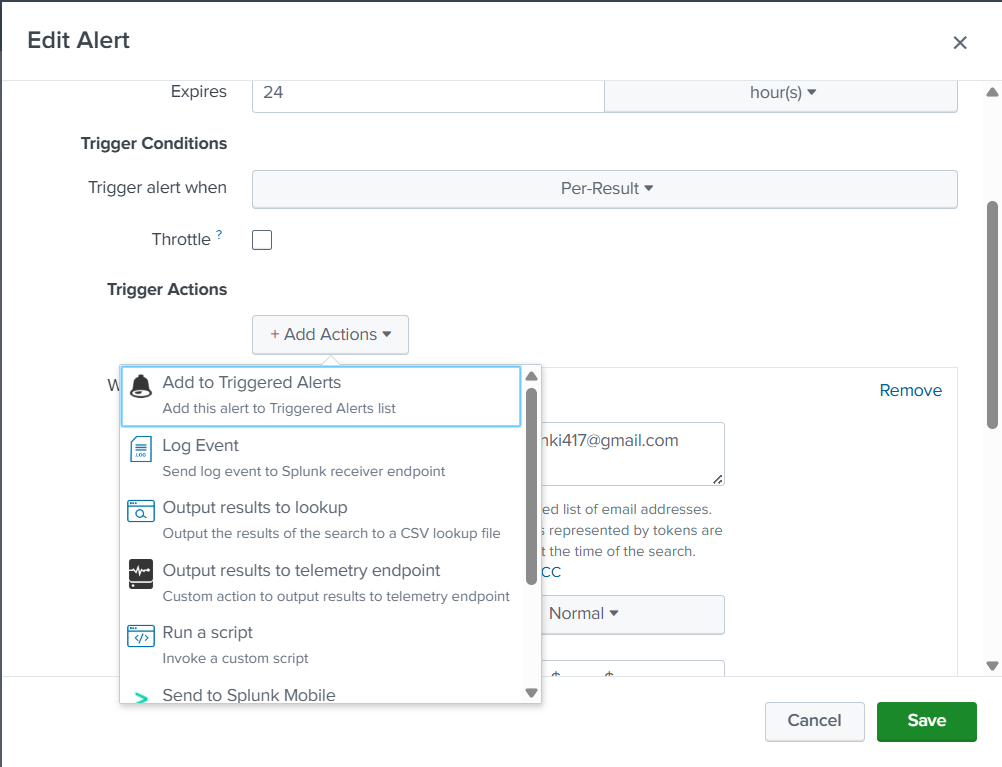 Edit Alert
Expires
24
hour(s)
Trigger Conditions
Trigger alert when
Per-Result
Throttle ?
Trigger Actions
+ Add Actions
W
Add to Triggered Alerts
Add this alert to Triggered Alerts list
Remove
Log Event
Send log event to Splunk receiver endpoint
nki417@gmail.com
Output results to lookup
Output the results of the search to a CSV lookup file
ed list of email addresses.
s represented by tokens are
t the time of the search.
CC
Output results to telemetry endpoint
Custom action to output results to telemetry endpoint
Normal
Run a script
Invoke a custom script
Send to Splunk Mobile
Cancel
Save